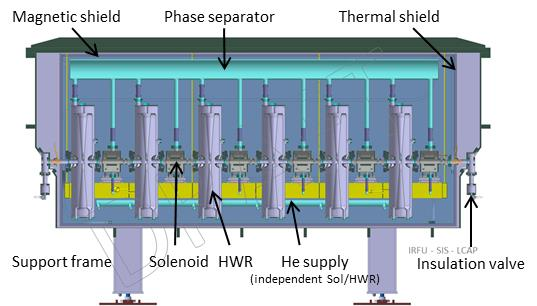 Magnetic shield
Phase separator
Thermal shield
IRFU - SIS - LCAP
Support frame
Solenoid
HWR
He supply
(independent Sol/HWR)
Insulation valve